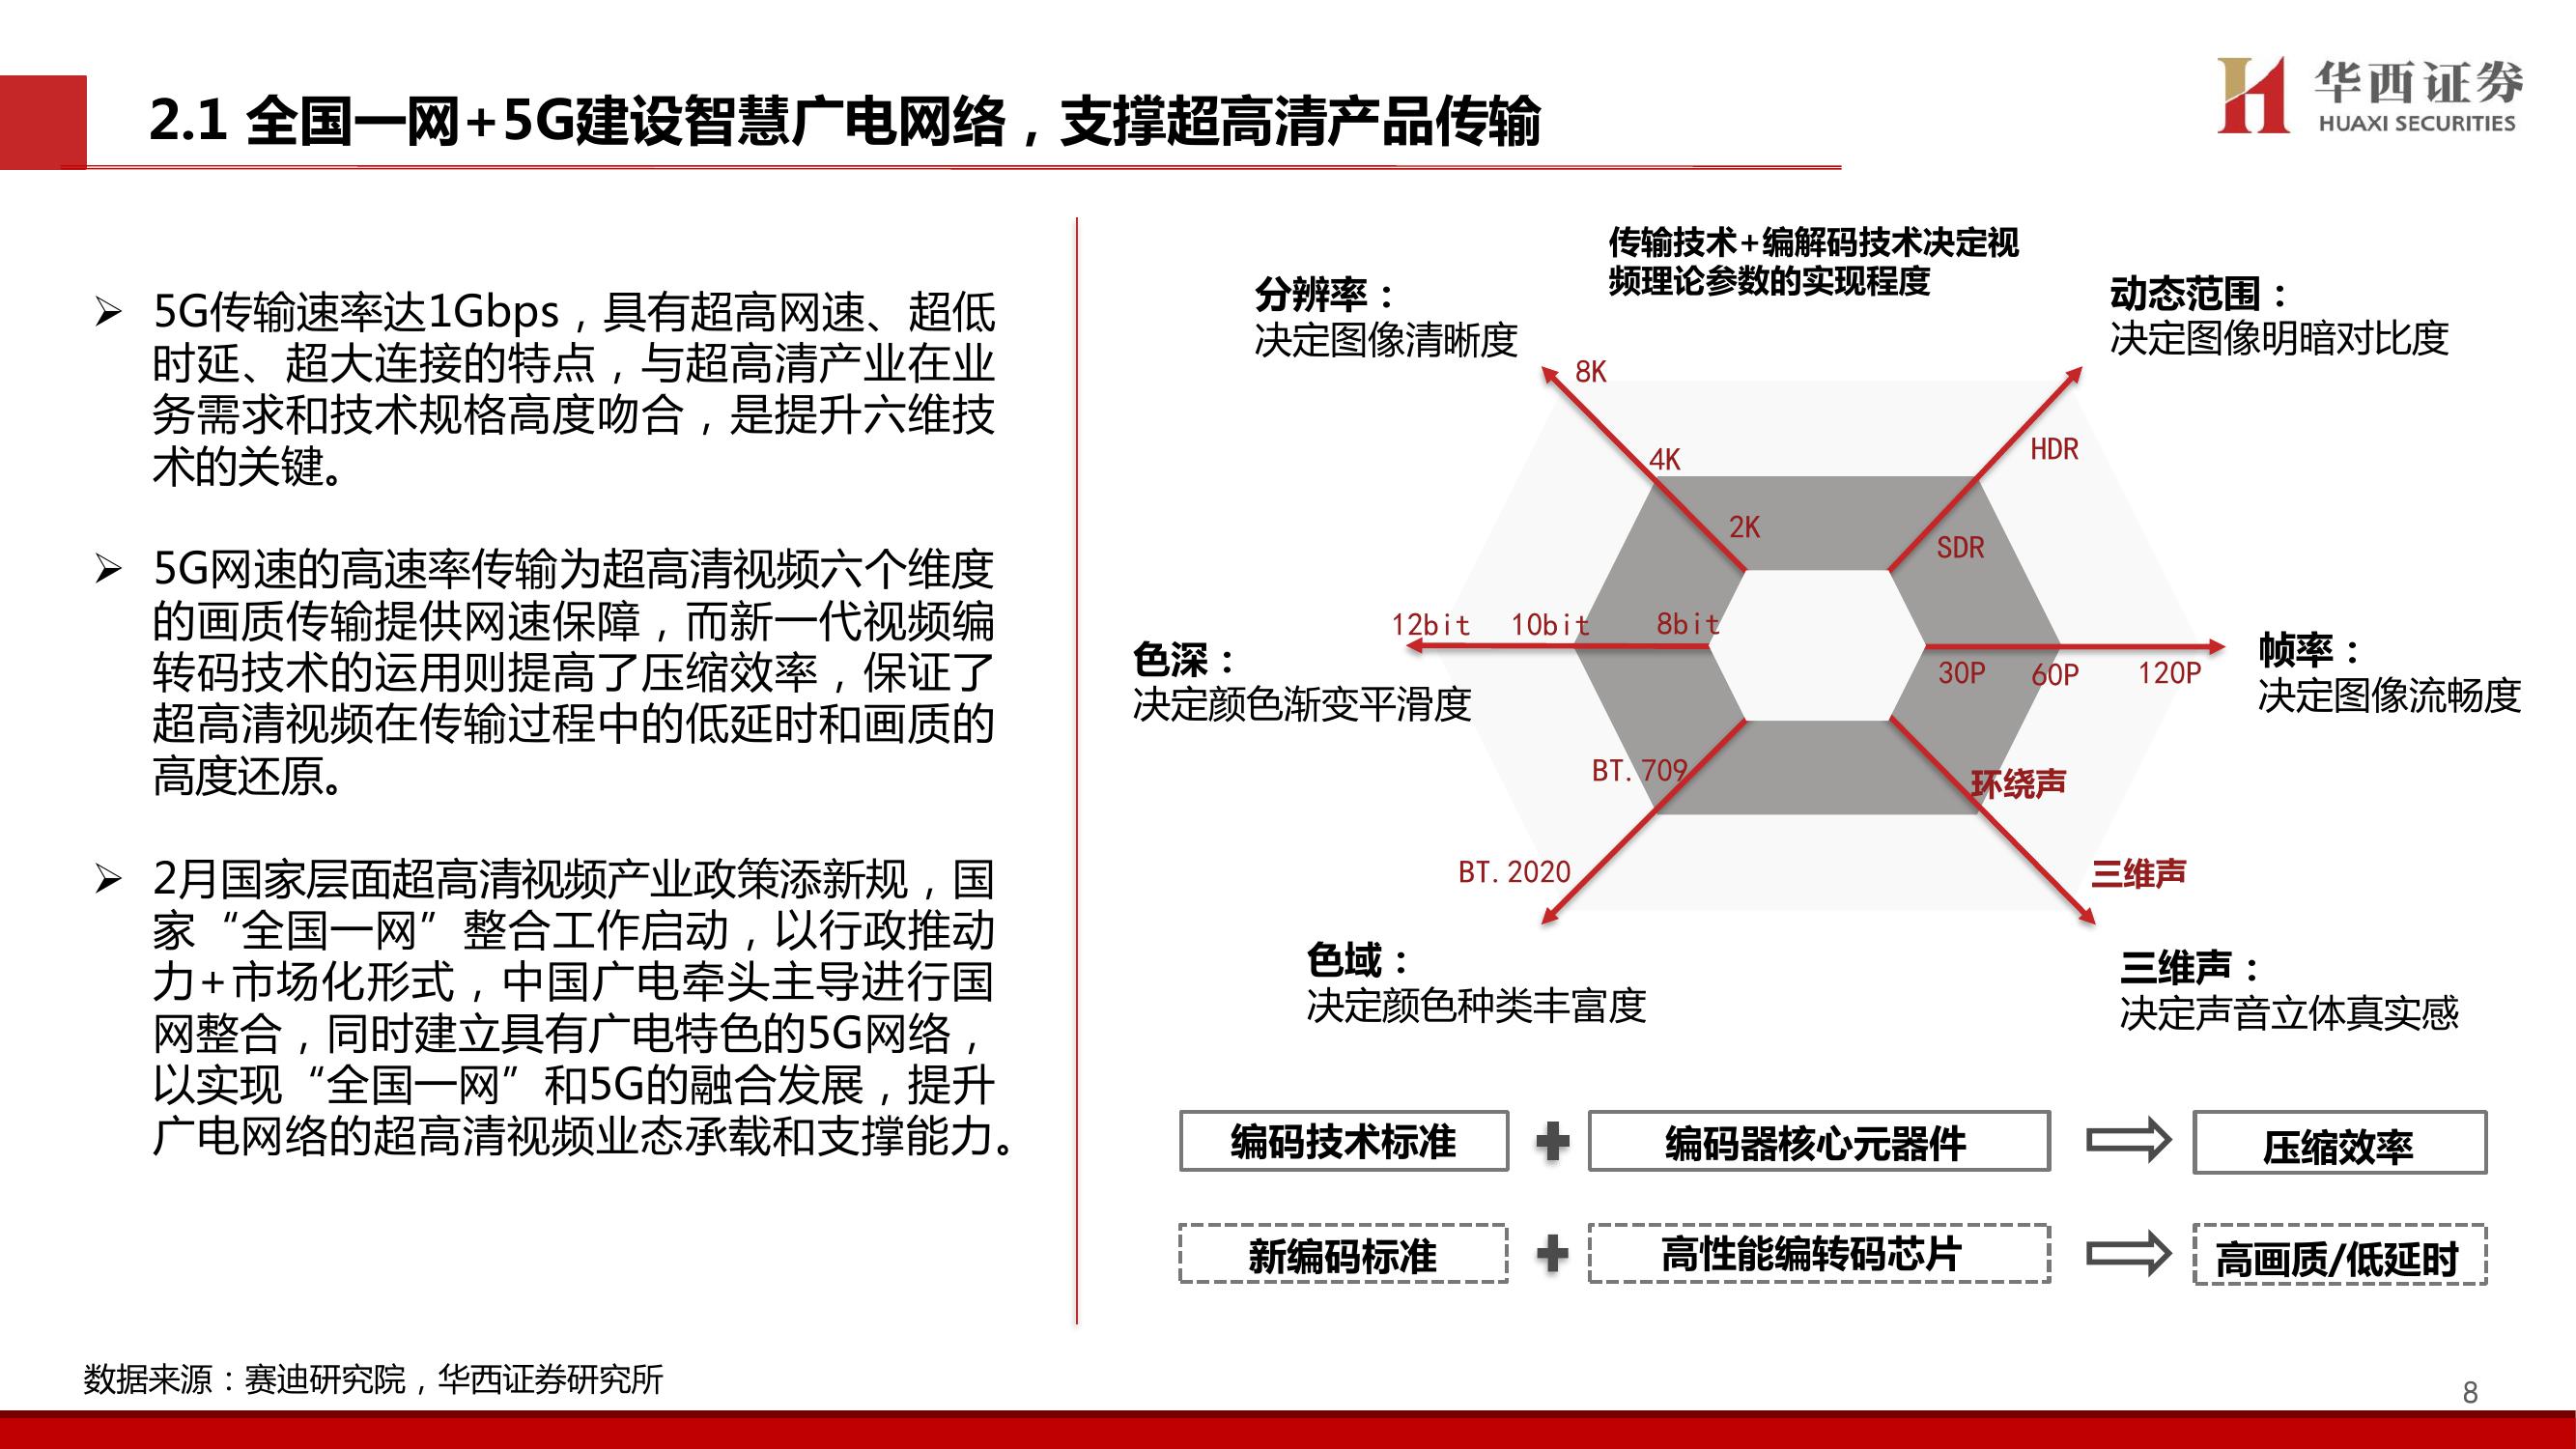 2.1 全国一网+5G建设智慧广电网络，支撑超高清产品传输
华西证券
HUAXI SECURITIES
5G传输速率达1Gbps，具有超高网速、超低
时延、超大连接的特点，与超高清产业在业
务需求和技术规格高度吻合，是提升六维技
术的关键。
5G网速的高速率传输为超高清视频六个维度
的画质传输提供网速保障，而新一代视频编
转码技术的运用则提高了压缩效率，保证了
超高清视频在传输过程中的低延时和画质的
高度还原。
2月国家层面超高清视频产业政策添新规，国
家“全国一网”整合工作启动，以行政推动
力+市场化形式，中国广电牵头主导进行国
网整合，同时建立具有广电特色的5G网络，
以实现“全国一网”和5G的融合发展，提升
广电网络的超高清视频业态承载和支撑能力。
传输技术+编解码技术决定视
频理论参数的实现程度
分辨率：
决定图像清晰度
动态范围：
决定图像明暗对比度
8K
4K
2K
HDR
SDR
12bit
10bit
8bit
色深：
决定颜色渐变平滑度
30P
60P
120P
帧率：
决定图像流畅度
BT.709
BT.2020
环绕声
三维声
色域：
决定颜色种类丰富度
三维声：
决定声音立体真实感
编码技术标准
编码器核心元器件
压缩效率
新编码标准
高性能编转码芯片
高画质/低延时
数据来源：赛迪研究院，华西证券研究所
8